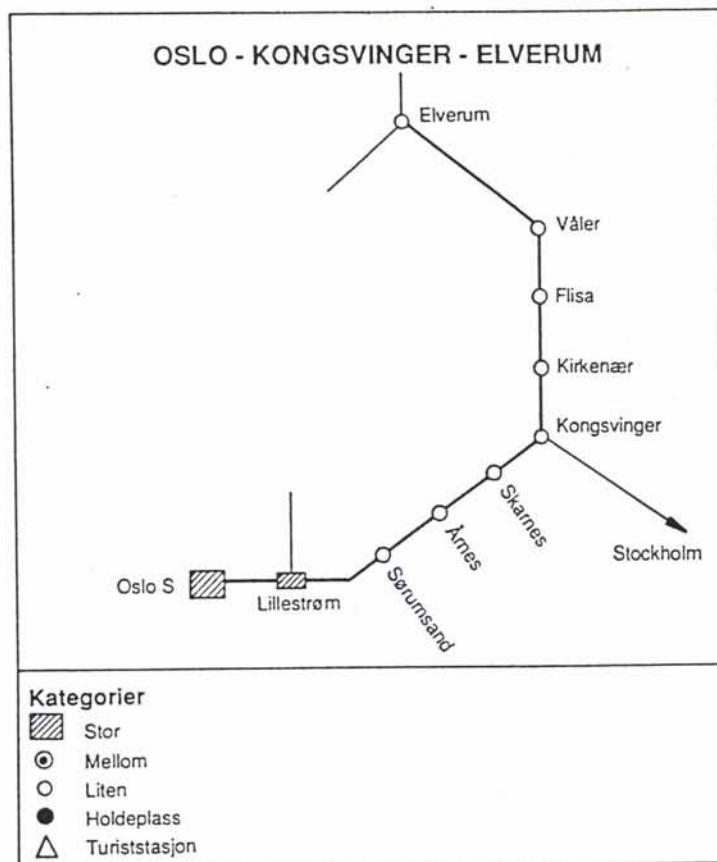 OSLO - KONGSVINGER - ELVERUM
Elverum
Våler
Flisa
Kirkenær
Kongsvinger
Skarnes
Årnes
Sørumsand
Stockholm
Oslo S
Lillestrøm
Kategorier
Stor
Mellom
Liten
Holdeplass
Turiststasjon